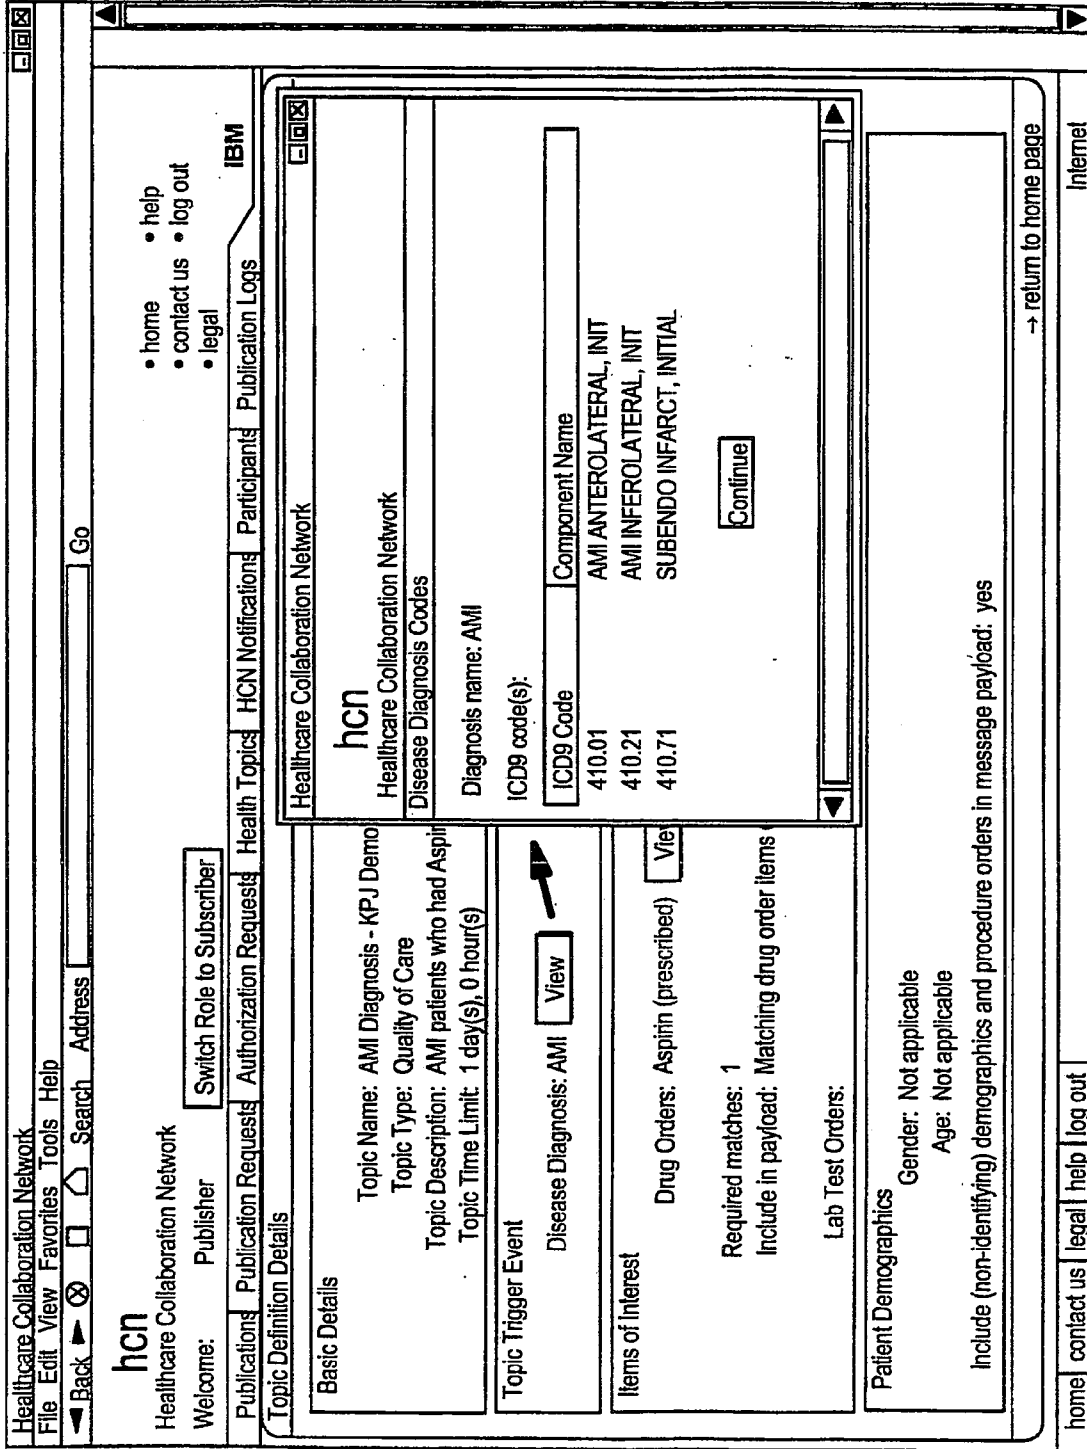 Healthcare Collaboration Network
File Edit View Favorites Tools Help
Back Search Address Go
hcn
Healthcare Collaboration Network
Welcome: Publisher
Switch Role to Subscriber
• home • help
• contact us • log out
• legal
IBM
Publications Publication Requests Authorization Requests Health Topics HCN Notifications Participants Publication Logs
Topic Definition Details
Basic Details
Topic Name: AMI Diagnosis - KPJ Demo
Topic Type: Quality of Care
Topic Description: AMI patients who had Aspir
Topic Time Limit: 1 day(s), 0 hour(s)
Topic Trigger Event
Disease Diagnosis: AMI View
Items of Interest
Drug Orders: Aspirin (prescribed) View
Required matches: 1
Include in payload: Matching drug order items
Lab Test Orders:
Healthcare Collaboration Network
hcn
Healthcare Collaboration Network
Disease Diagnosis Codes
Diagnosis name: AMI
ICD9 code(s):
ICD9 Code Component Name
410.01 AMI ANTEROLATERAL, INIT
410.21 AMI INFEROLATERAL, INIT
410.71 SUBENDO INFARCT, INITIAL
Continue
Patient Demographics
Gender: Not applicable
Age: Not applicable
Include (non-identifying) demographics and procedure orders in message payload: yes
→ return to home page
home | contact us | legal | help | log out |
Internet